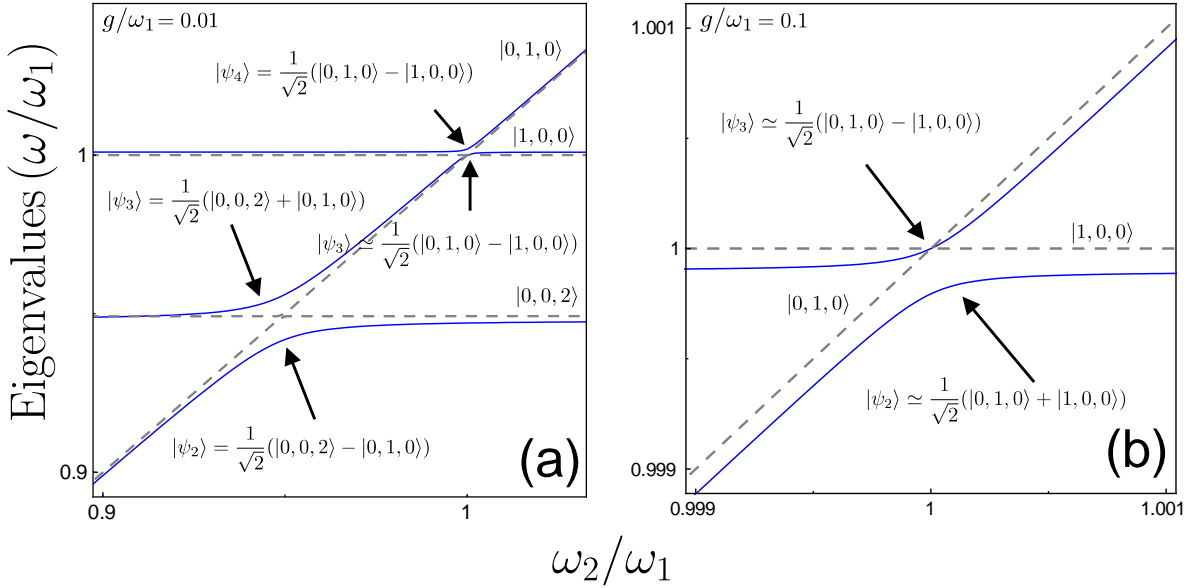 g/ω₁ = 0.01
|0, 1, 0⟩
|ψ₄⟩ = 1/√2 (|0, 1, 0⟩ − |1, 0, 0⟩)
|1, 0, 0⟩
1
|ψ₃⟩ = 1/√2 (|0, 0, 2⟩ + |0, 1, 0⟩)
|ψ₃⟩ ≃ 1/√2 (|0, 1, 0⟩ − |1, 0, 0⟩)
|0, 0, 2⟩
|ψ₂⟩ = 1/√2 (|0, 0, 2⟩ − |0, 1, 0⟩)
(a)
0.9
0.9
1
Eigenvalues (ω/ω₁)
g/ω₁ = 0.1
1.001
|ψ₃⟩ ≃ 1/√2 (|0, 1, 0⟩ − |1, 0, 0⟩)
|1, 0, 0⟩
1
|0, 1, 0⟩
|ψ₂⟩ ≃ 1/√2 (|0, 1, 0⟩ + |1, 0, 0⟩)
(b)
0.999
0.999
1
1.001
ω₂/ω₁